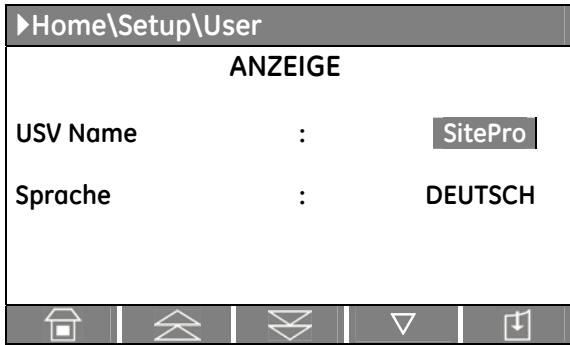 Home\Setup\User
ANZEIGE
USV Name : SitePro
Sprache : DEUTSCH